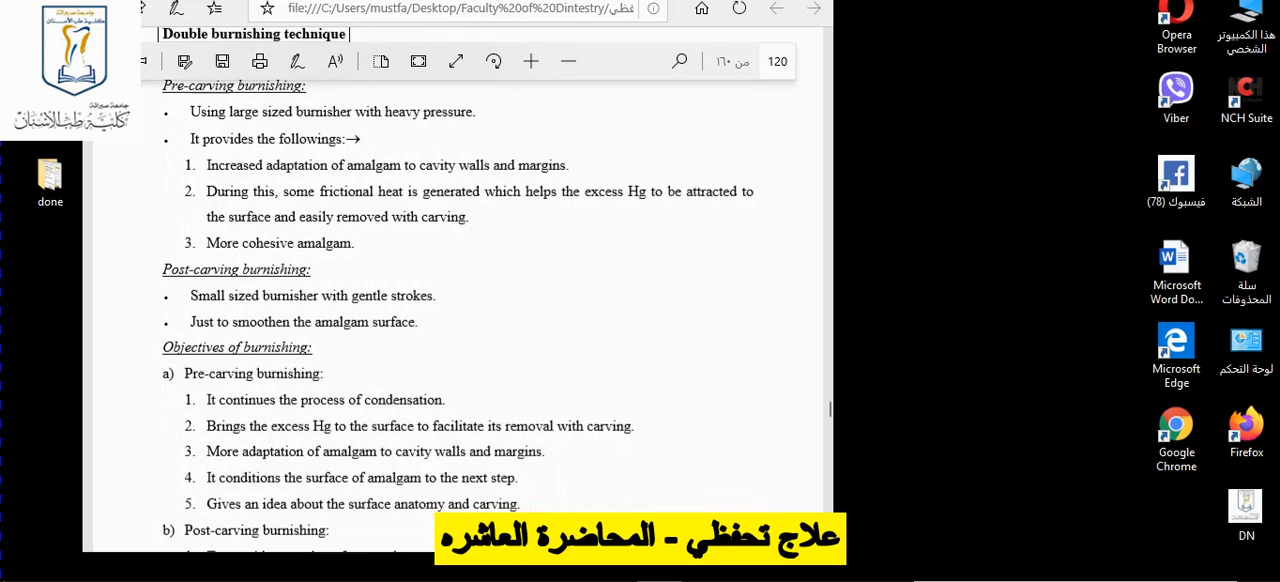 file:///C:/Users/mustfa/Desktop/Faculty%20of%20Dintestry/
Double burnishing technique
من ١٦٠
120
Pre-carving burnishing:
• Using large sized burnisher with heavy pressure.
• It provides the followings:→
1. Increased adaptation of amalgam to cavity walls and margins.
2. During this, some frictional heat is generated which helps the excess Hg to be attracted to
the surface and easily removed with carving.
3. More cohesive amalgam.
Post-carving burnishing:
• Small sized burnisher with gentle strokes.
• Just to smoothen the amalgam surface.
Objectives of burnishing:
a) Pre-carving burnishing:
1. It continues the process of condensation.
2. Brings the excess Hg to the surface to facilitate its removal with carving.
3. More adaptation of amalgam to cavity walls and margins.
4. It conditions the surface of amalgam to the next step.
5. Gives an idea about the surface anatomy and carving.
b) Post-carving burnishing:
علاج تحفظي - المحاضرة العاشره
جامعة صبراتة
كلية طب الأسنان
done
Opera
Browser
هذا الكمبيوتر
الشخصي
Viber
NCH Suite
فيسبوك (78)
الشبكة
Microsoft
Word Do...
سلة
المحذوفات
Microsoft
Edge
لوحة التحكم
Google
Chrome
Firefox
DN